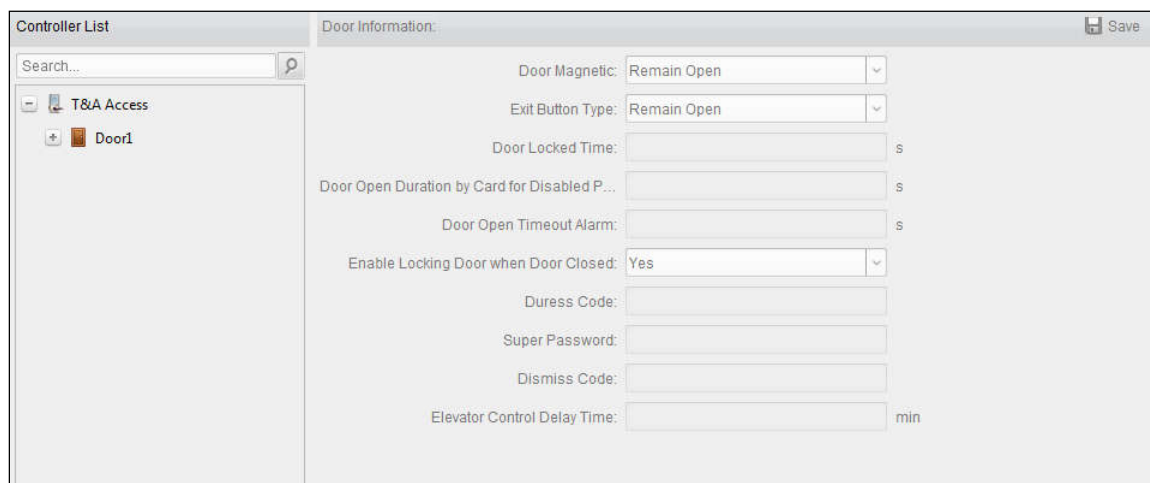 Controller List
Door Information:
Save
Search...
T&A Access
Door1
Door Magnetic: Remain Open
Exit Button Type: Remain Open
Door Locked Time: s
Door Open Duration by Card for Disabled P... s
Door Open Timeout Alarm: s
Enable Locking Door when Door Closed: Yes
Duress Code:
Super Password:
Dismiss Code:
Elevator Control Delay Time: min